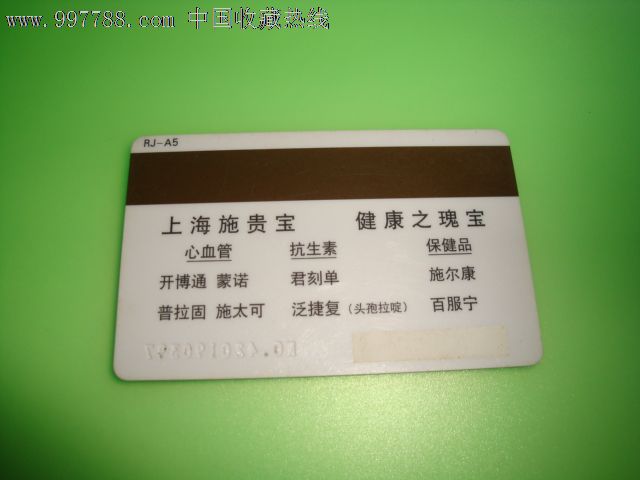 www.997788.com 中国收藏热线
RJ-A5
上海施贵宝 健康之瑰宝
心血管 抗生素 保健品
开博通 蒙诺 君刻单 施尔康
普拉固 施太可 泛捷复（头孢拉啶） 百服宁